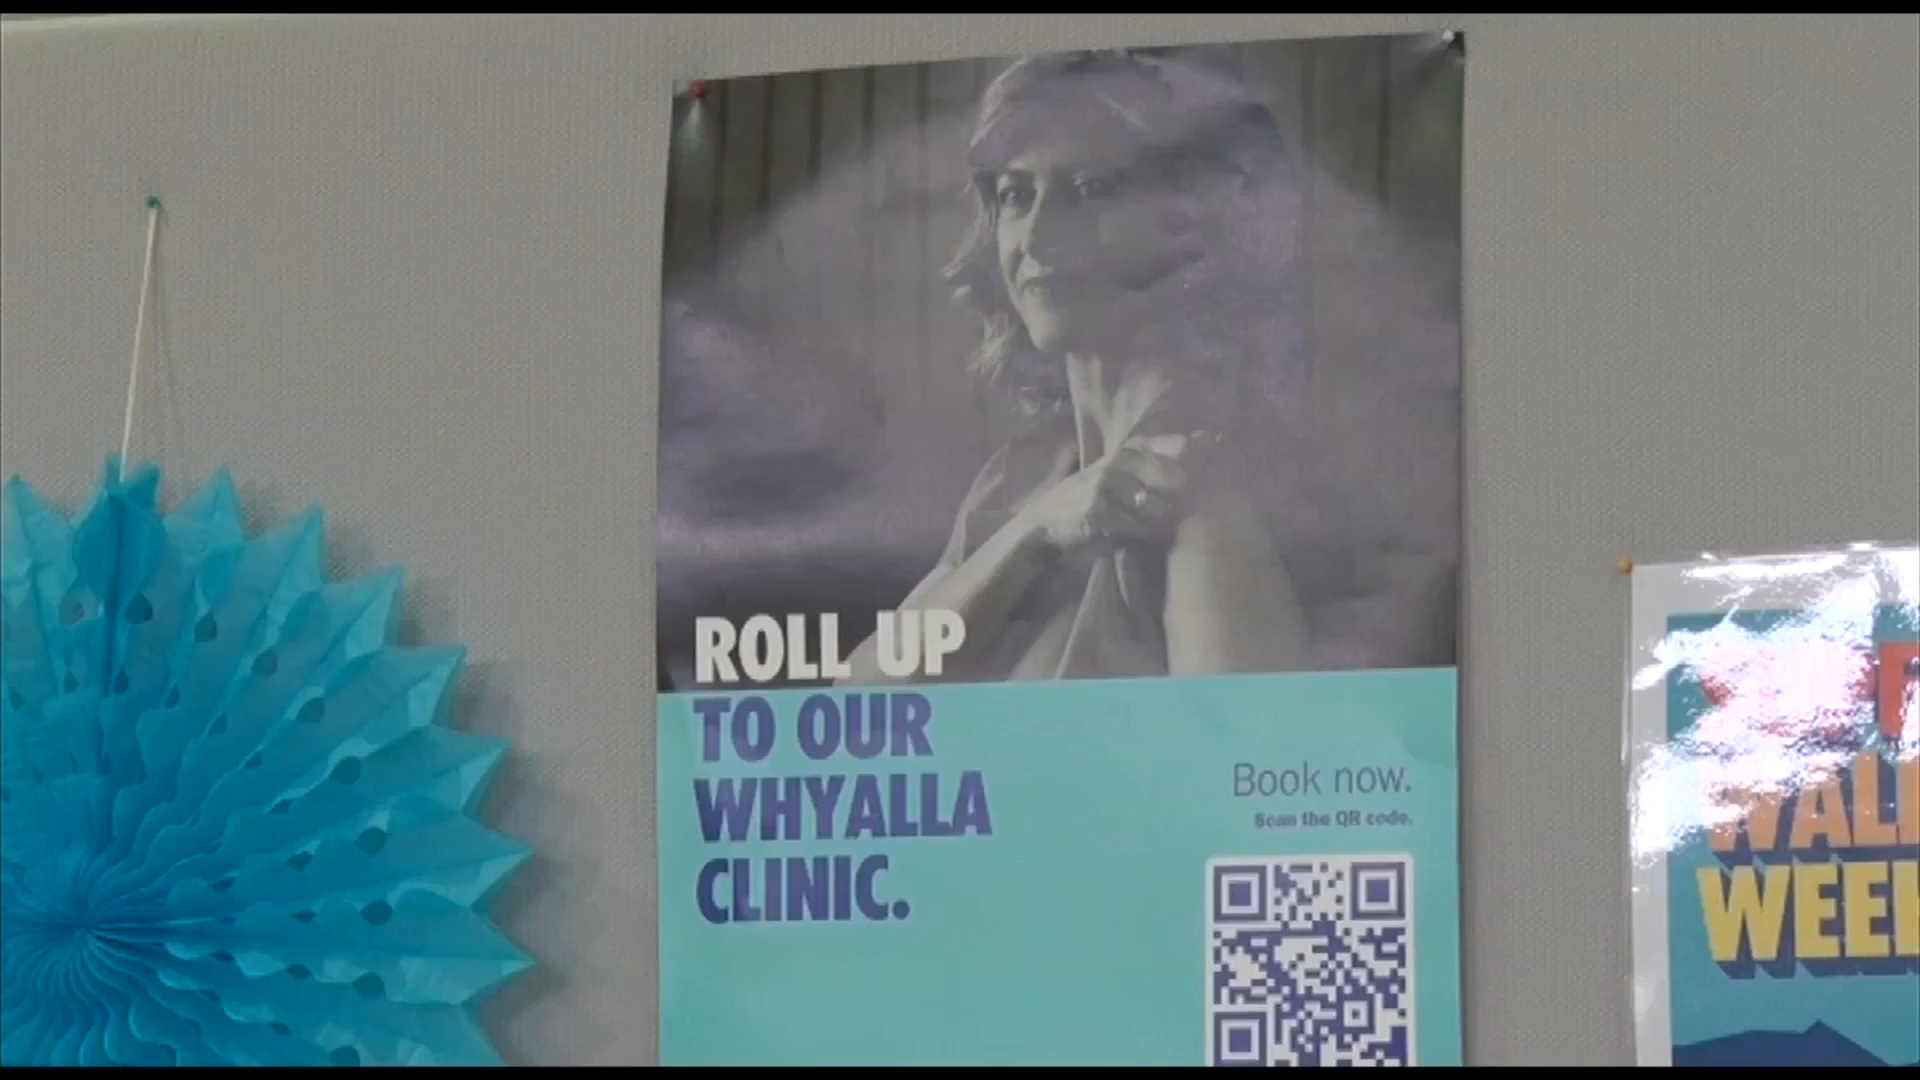 ROLL UP
TO OUR
WHYALLA
CLINIC.
Book now.
Scan the QR code.
WEE